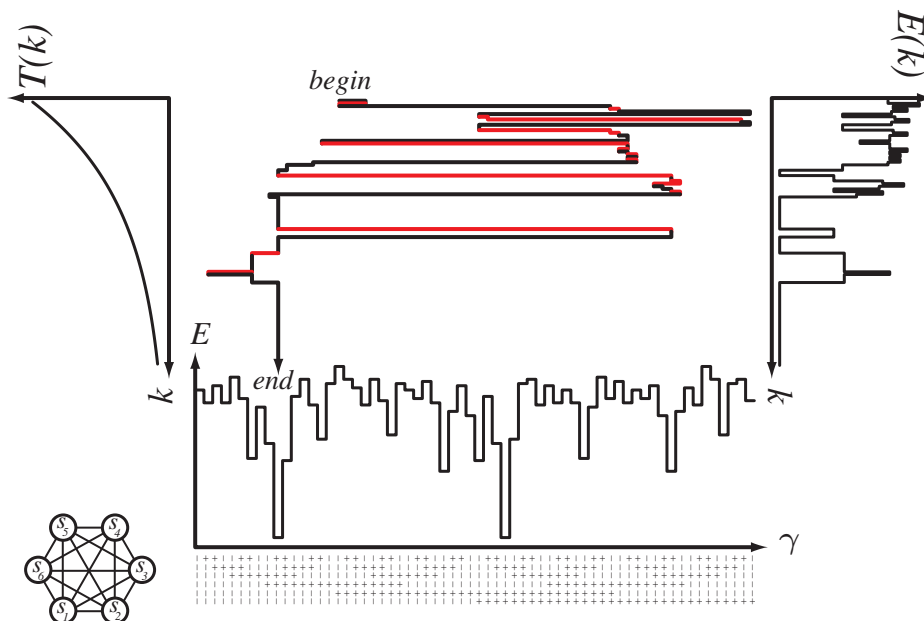 T(k)
begin
E(k)
E
k
end
k
γ
S5
S4
S6
S3
S1
S2